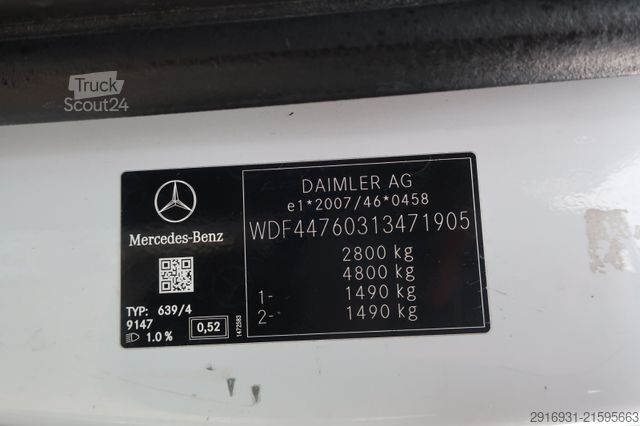 Truck
Scout24
Mercedes-Benz
TYP: 639/4
9147
1.0 %
0,52
1472583
DAIMLER AG
e1*2007/46*0458
WDF44760313471905
2800 kg
4800 kg
1- 1490 kg
2- 1490 kg
2916931-21595663